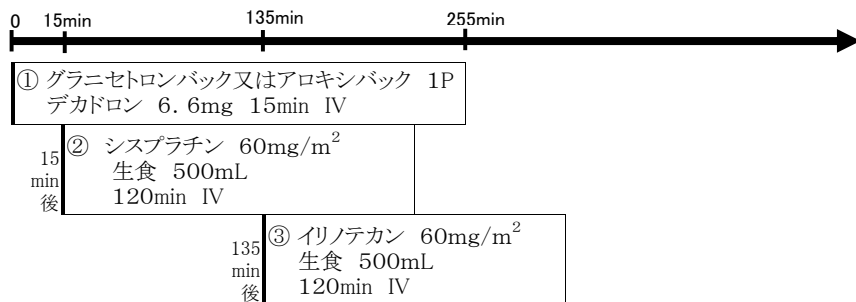 0 15min 135min 255min
① グラニセトロンバック又はアロキシバック 1P
デカドロン 6.6mg 15min IV
15
min
後
② シスプラチン 60mg/m²
生食 500mL
120min IV
135
min
後
③ イリノテカン 60mg/m²
生食 500mL
120min IV